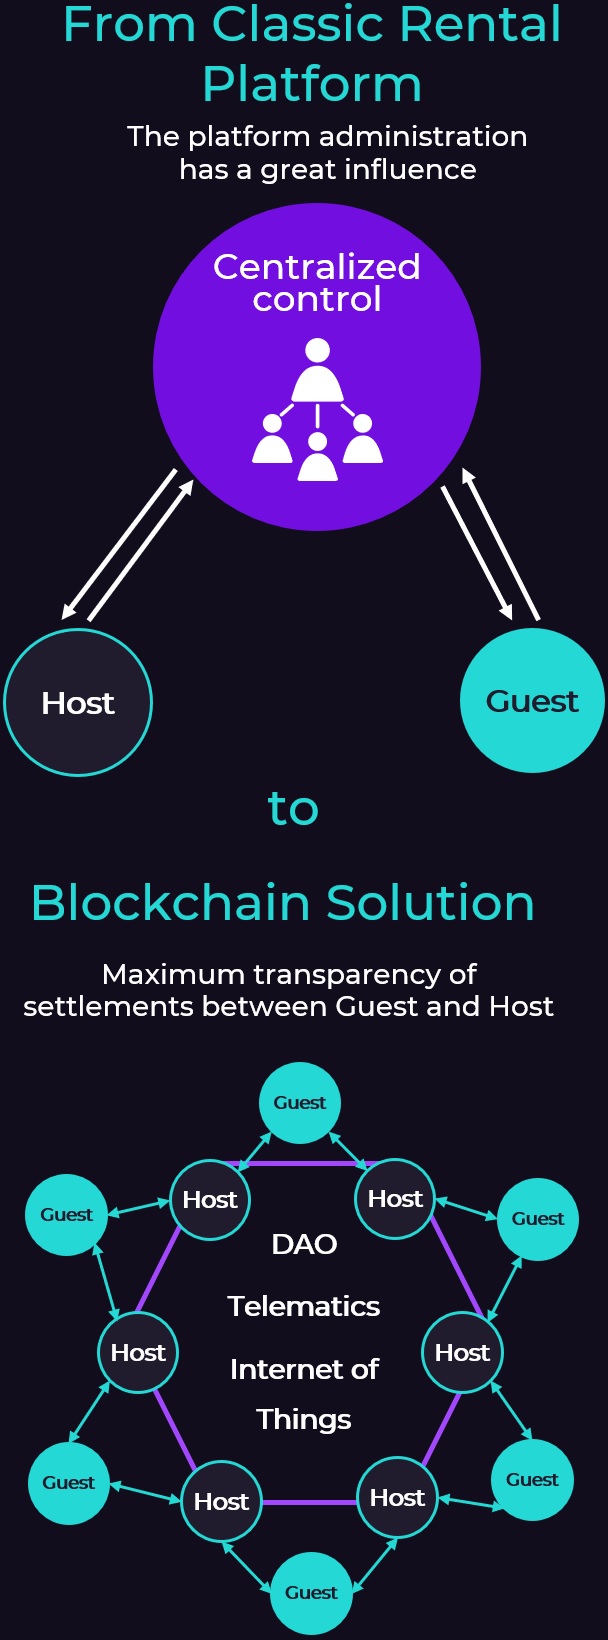 From Classic Rental
Platform
The platform administration
has a great influence
Centralized
control
Host
Guest
to
Blockchain Solution
Maximum transparency of
settlements between Guest and Host
Guest
Host
Host
Guest
Guest
DAO
Telematics
Host
Host
Internet of
Things
Guest
Guest
Host
Host
Guest